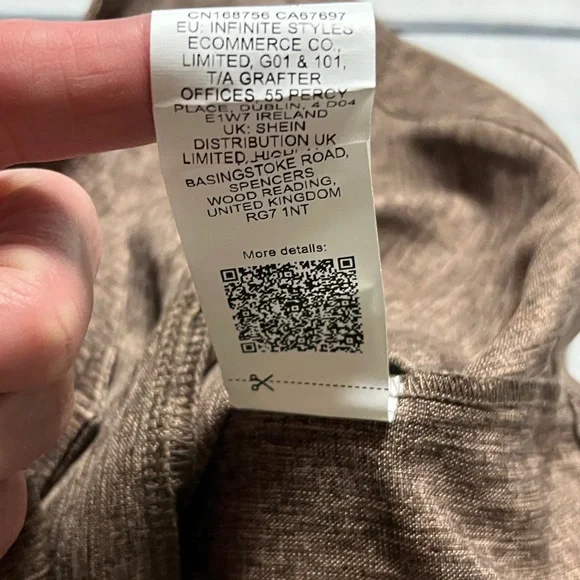 CN168756 CA67697
EU: INFINITE STYLES
ECOMMERCE CO.,
LIMITED, G01 & 101,
T/A GRAFTER
OFFICES, 55 PERCY
PLACE, DUBLIN, 4 D04
E1W7 IRELAND
UK: SHEIN
DISTRIBUTION UK
LIMITED,
BASINGSTOKE ROAD,
SPENCERS
WOOD READING,
UNITED KINGDOM
RG7 1NT
More details: